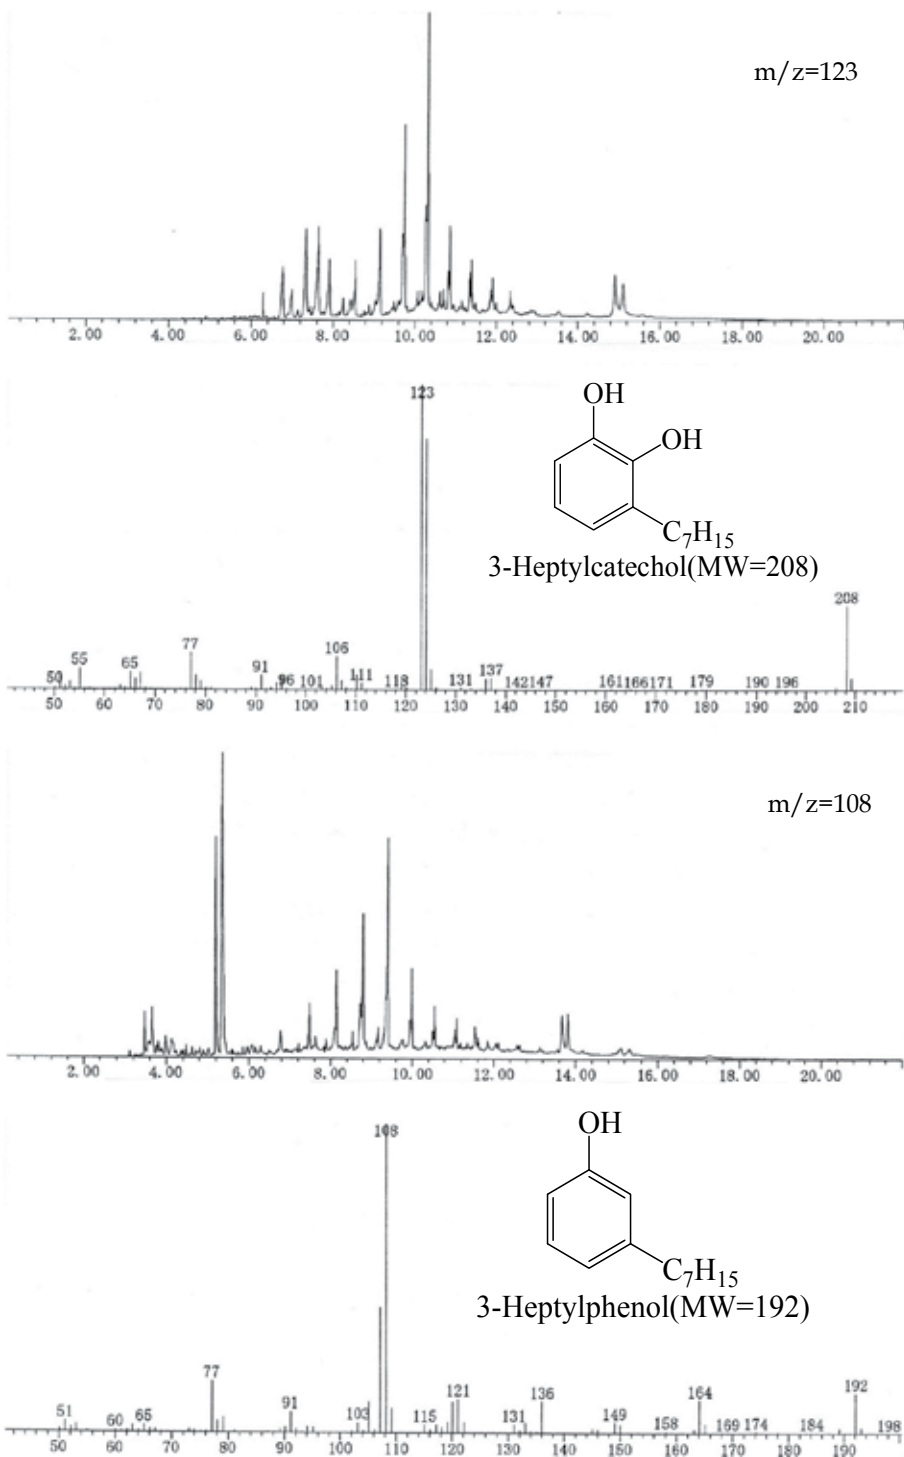 m/z=123
2.00 4.00 6.00 8.00 10.00 12.00 14.00 16.00 18.00 20.00
123
OH
OH
C7H15
3-Heptylcatechol(MW=208)
208
50 55 65 77 91 96 101 106 111 118 131 137 142 147 161 166 171 179 190 196
50 60 70 80 90 100 110 120 130 140 150 160 170 180 190 200 210
m/z=108
2.00 4.00 6.00 8.00 10.00 12.00 14.00 16.00 18.00 20.00
108
OH
C7H15
3-Heptylphenol(MW=192)
51 60 65 77 91 103 115 121 131 136 149 158 164 169 174 184 192 198
50 60 70 80 90 100 110 120 130 140 150 160 170 180 190